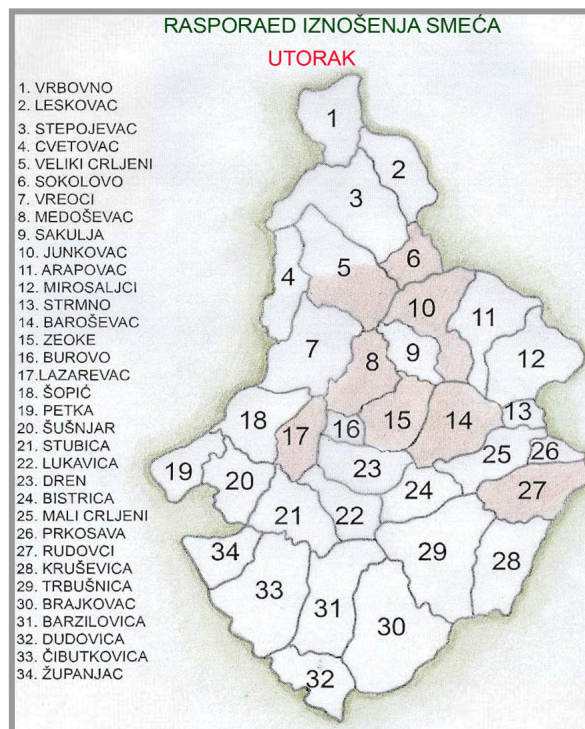 RASPORAED IZNOŠENJA SMEĆA
UTORAK
1. VRBOVNO
2. LESKOVAC
3. STEPOJEVAC
4. CVETOVAC
5. VELIKI CRLJENI
6. SOKOLOVO
7. VREOCI
8. MEDOŠEVAC
9. SAKULJA
10. JUNKOVAC
11. ARAPOVAC
12. MIROSALJCI
13. STRMNO
14. BAROŠEVAC
15. ZEOKE
16. BUROVO
17.LAZAREVAC
18. ŠOPIĆ
19. PETKA
20. ŠUŠNJAR
21. STUBICA
22. LUKAVICA
23. DREN
24. BISTRICA
25. MALI CRLJENI
26. PRKOSAVA
27. RUDOVCI
28. KRUŠEVICA
29. TRBUŠNICA
30. BRAJKOVAC
31. BARZILOVICA
32. DUDOVICA
33. ČIBUTKOVICA
34. ŽUPANJAC
1
2
3
6
4
5
10
11
7
9
8
12
13
18
17
16
15
14
25
26
19
20
23
24
27
21
22
34
33
31
29
28
30
32